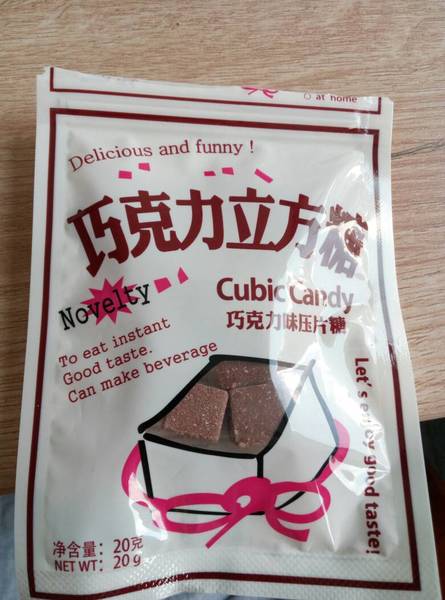 at home
Delicious and funny !
巧克力立方糖
Novelty
Cubic Candy
巧克力味压片糖
To eat instant
Good taste.
Can make beverage
Let's enjoy good taste!
净含量： 20克
NET WT： 20 g